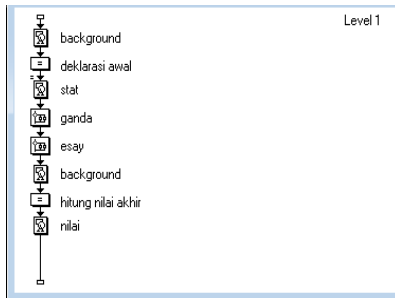 Level 1
background
deklarasi awal
stat
ganda
esay
background
hitung nilai akhir
nilai